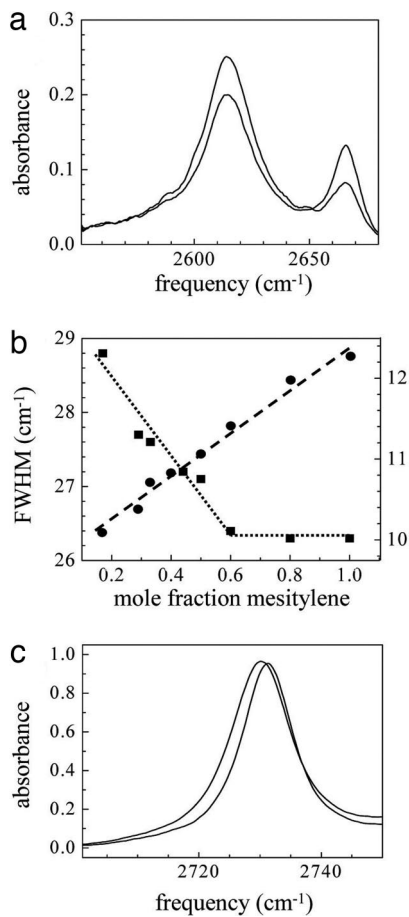 a
0.3
0.2
0.1
0.0
absorbance
2600 2650
frequency (cm-1)
b
29
28
27
26
FWHM (cm-1)
12
11
10
0.2 0.4 0.6 0.8 1.0
mole fraction mesitylene
c
1.0
0.8
0.6
0.4
0.2
0.0
absorbance
2720 2740
frequency (cm-1)